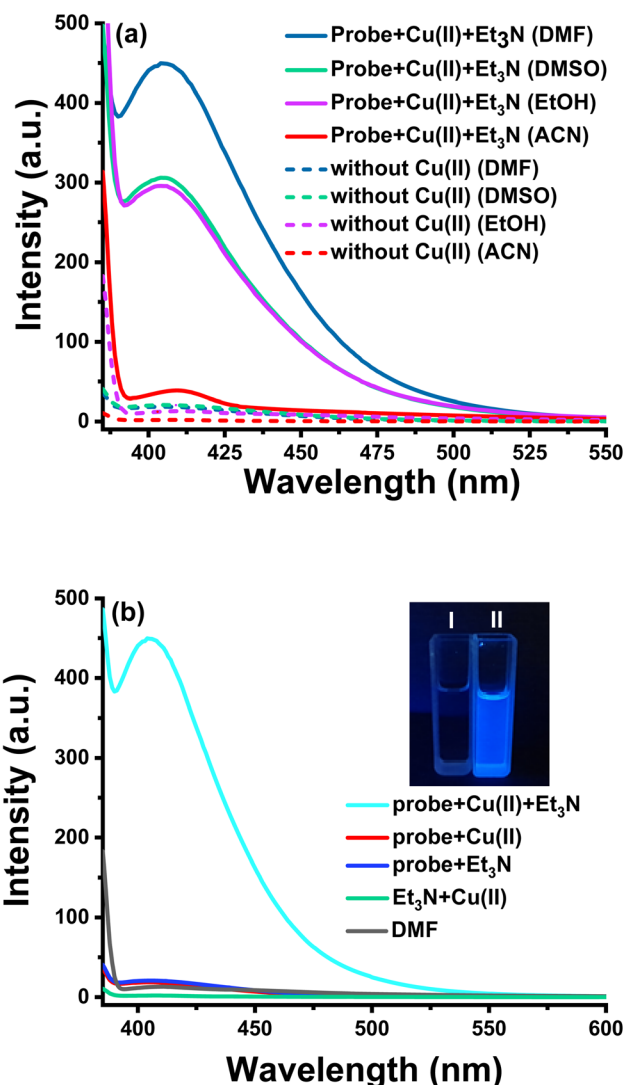 (a)
500
400
300
200
100
0
Intensity (a.u.)
Probe+Cu(II)+Et3N (DMF)
Probe+Cu(II)+Et₃N (DMSO)
Probe+Cu(II)+Et₃N (EtOH)
Probe+Cu(II)+Et₃N (ACN)
without Cu(II) (DMF)
without Cu(II) (DMSO)
without Cu(II) (EtOH)
without Cu(II) (ACN)
400 425 450 475 500 525 550
Wavelength (nm)
(b)
500
400
300
200
100
0
Intensity (a.u.)
I II
probe+Cu(II)+Et₃N
probe+Cu(II)
probe+Et₃N
Et₃N+Cu(II)
DMF
400 450 500 550 600
Wavelength (nm)